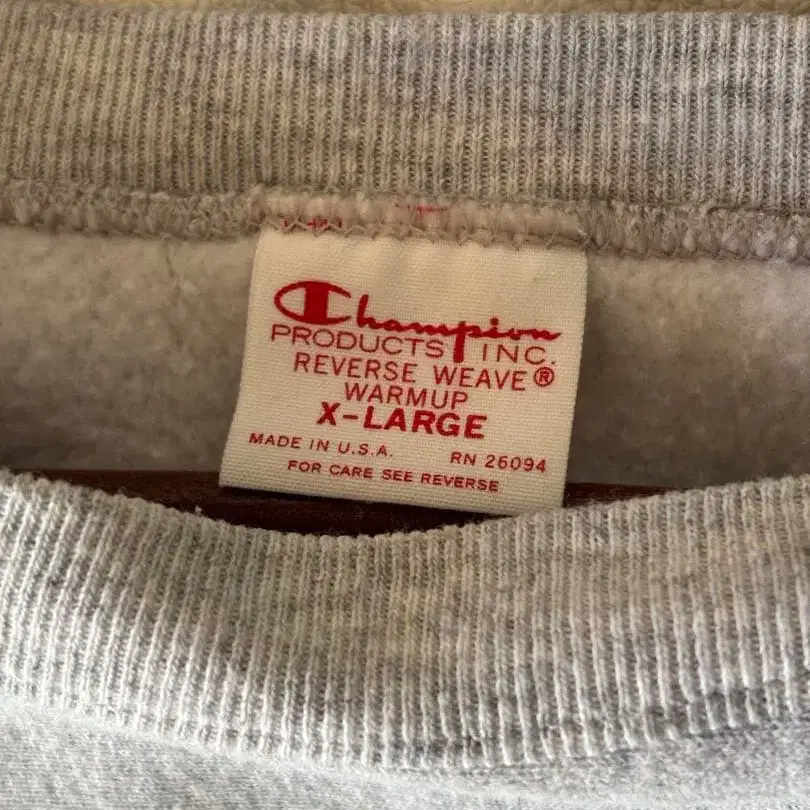 Champion
PRODUCTS INC.
REVERSE WEAVE®
WARMUP
X-LARGE
MADE IN U.S.A. RN 26094
FOR CARE SEE REVERSE